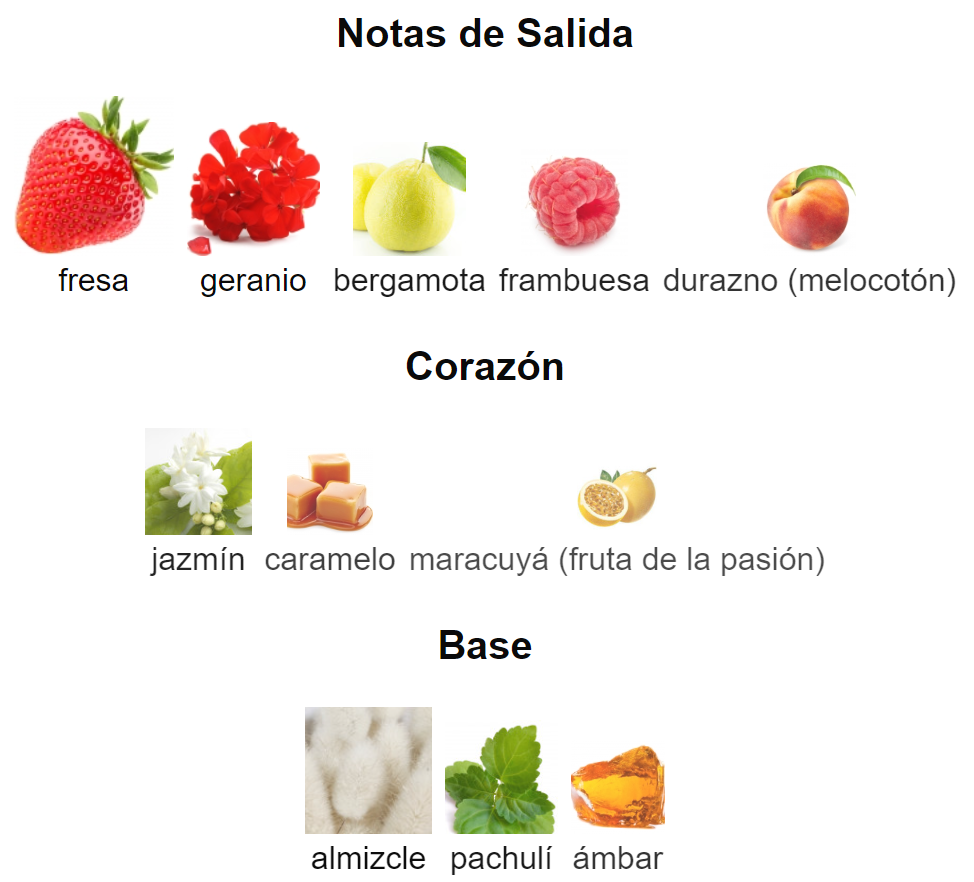 Notas de Salida
fresa geranio bergamota frambuesa durazno (melocotón)
Corazón
jazmín caramelo maracuyá (fruta de la pasión)
Base
almizcle pachulí ámbar